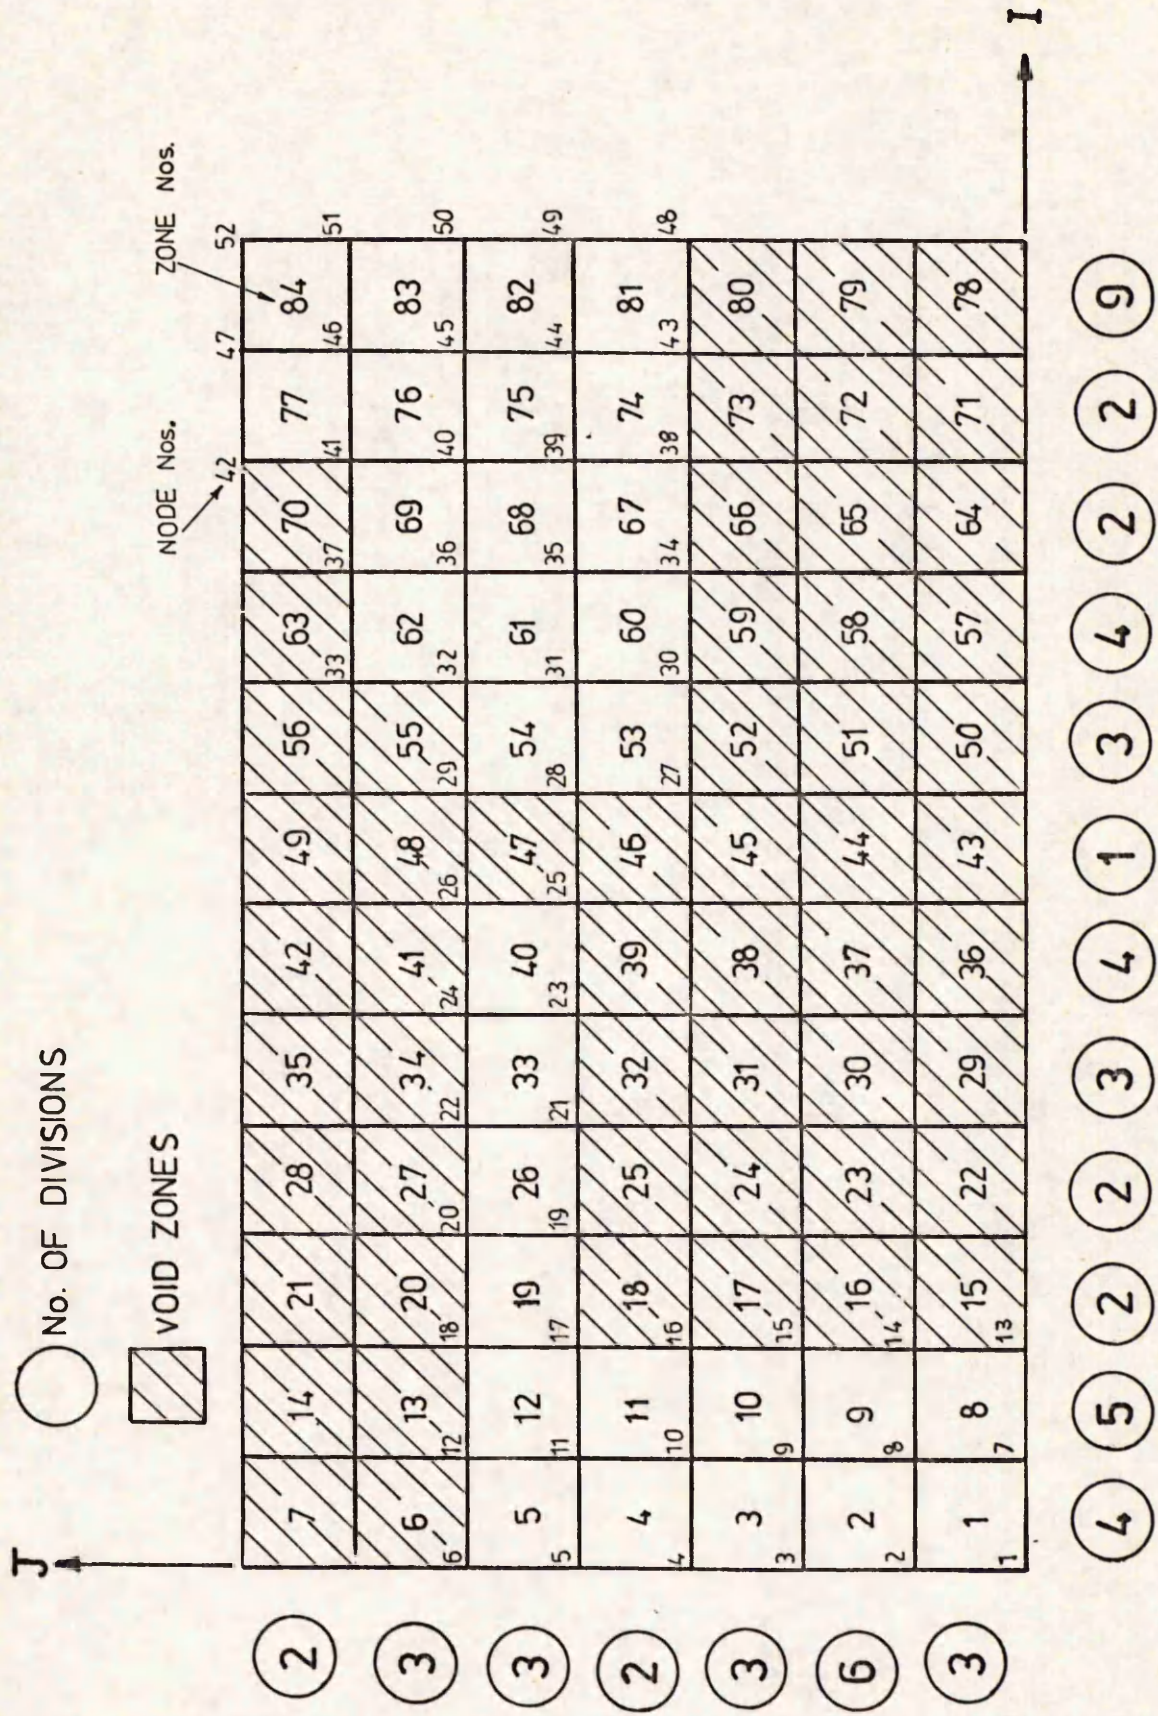 J
No. OF DIVISIONS
VOID ZONES
NODE Nos. ZONE Nos.
42 47 52
2 7 14 21 28 35 42 49 56 63 70 77 84
33 37 41 46 51
3 6 13 20 27 34 41 48 55 62 69 76 83
6 12 18 20 22 24 26 29 32 36 40 45 50
3 5 12 19 26 33 40 47 54 61 68 75 82
5 11 17 19 21 23 25 28 31 35 39 44 49
2 4 11 18 25 32 39 46 53 60 67 74 81
4 10 16 27 30 34 38 43 48
3 3 10 17 24 31 38 45 52 59 66 73 80
3 9 15
6 2 9 16 23 30 37 44 51 58 65 72 79
2 8 14
3 1 8 15 22 29 36 43 50 57 64 71 78
1 7 13
I
4 5 2 2 3 4 1 3 4 2 2 9